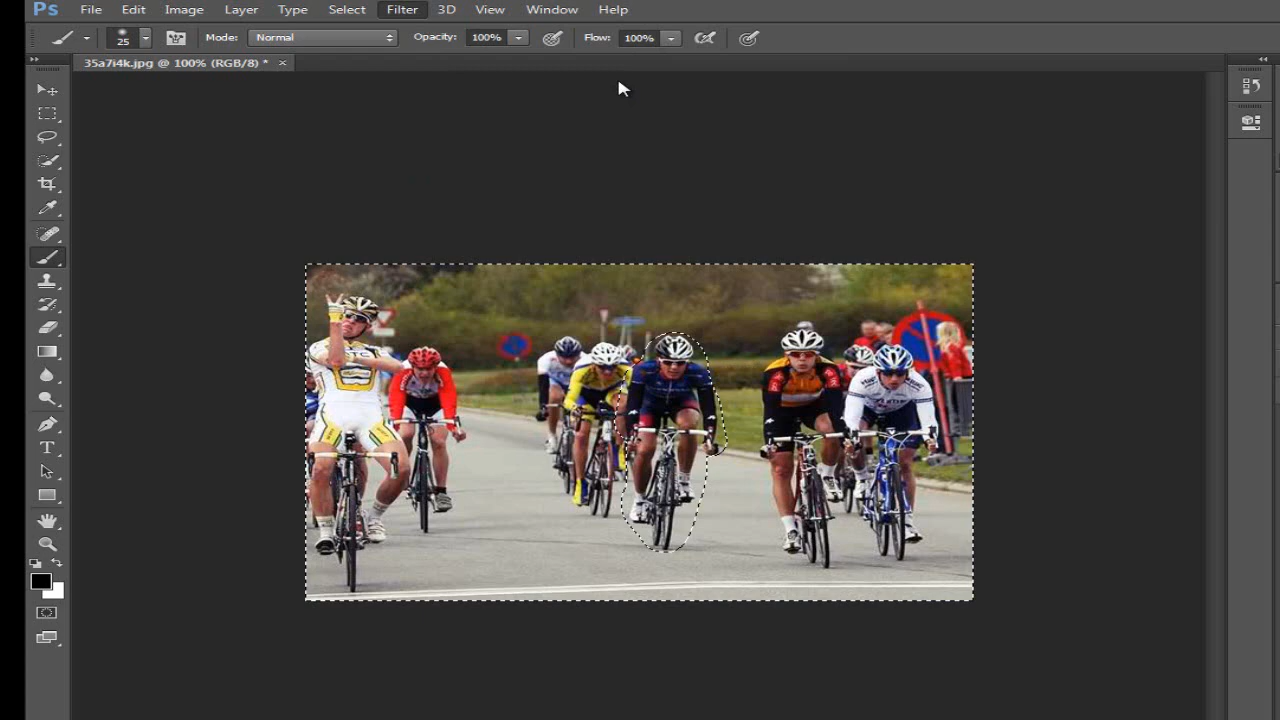 Ps File Edit Image Layer Type Select Filter 3D View Window Help
25 Mode: Normal Opacity: 100% Flow: 100%
35a7i4k.jpg @ 100% (RGB/8) * ×
T